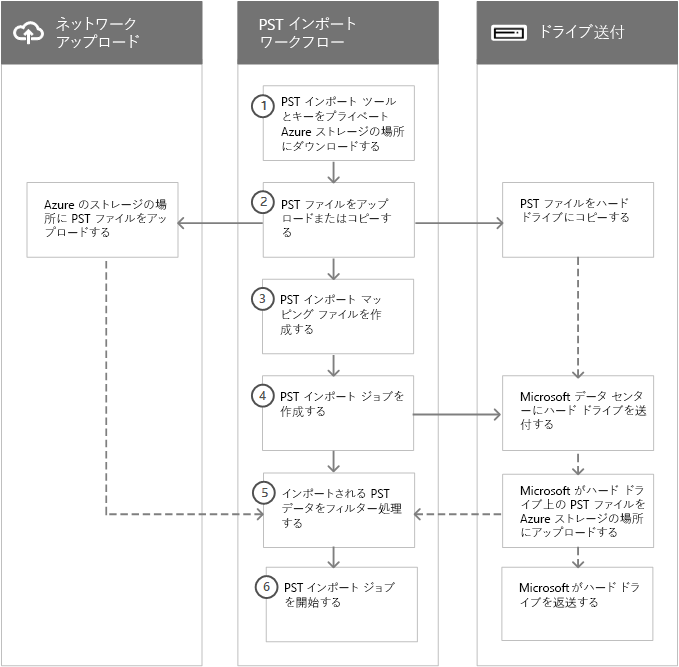 ネットワーク
アップロード
PST インポート
ワークフロー
ドライブ送付
1
PST インポート ツール
とキーをプライベート
Azure ストレージの場所
にダウンロードする
Azure のストレージの場
所に PST ファイルをアッ
プロードする
2
PST ファイルをアップ
ロードまたはコピーす
る
PST ファイルをハード
ドライブにコピーする
3
PST インポート マッ
ピング ファイルを作
成する
4
PST インポート ジョブを
作成する
Microsoft データ センタ
ーにハード ドライブを送
付する
5
インポートされる PST
データをフィルター処理
する
Microsoft がハード ドラ
イブ上の PST ファイルを
Azure ストレージの場所
にアップロードする
6
PST インポート ジョブ
を開始する
Microsoft がハード ドラ
イブを返送する